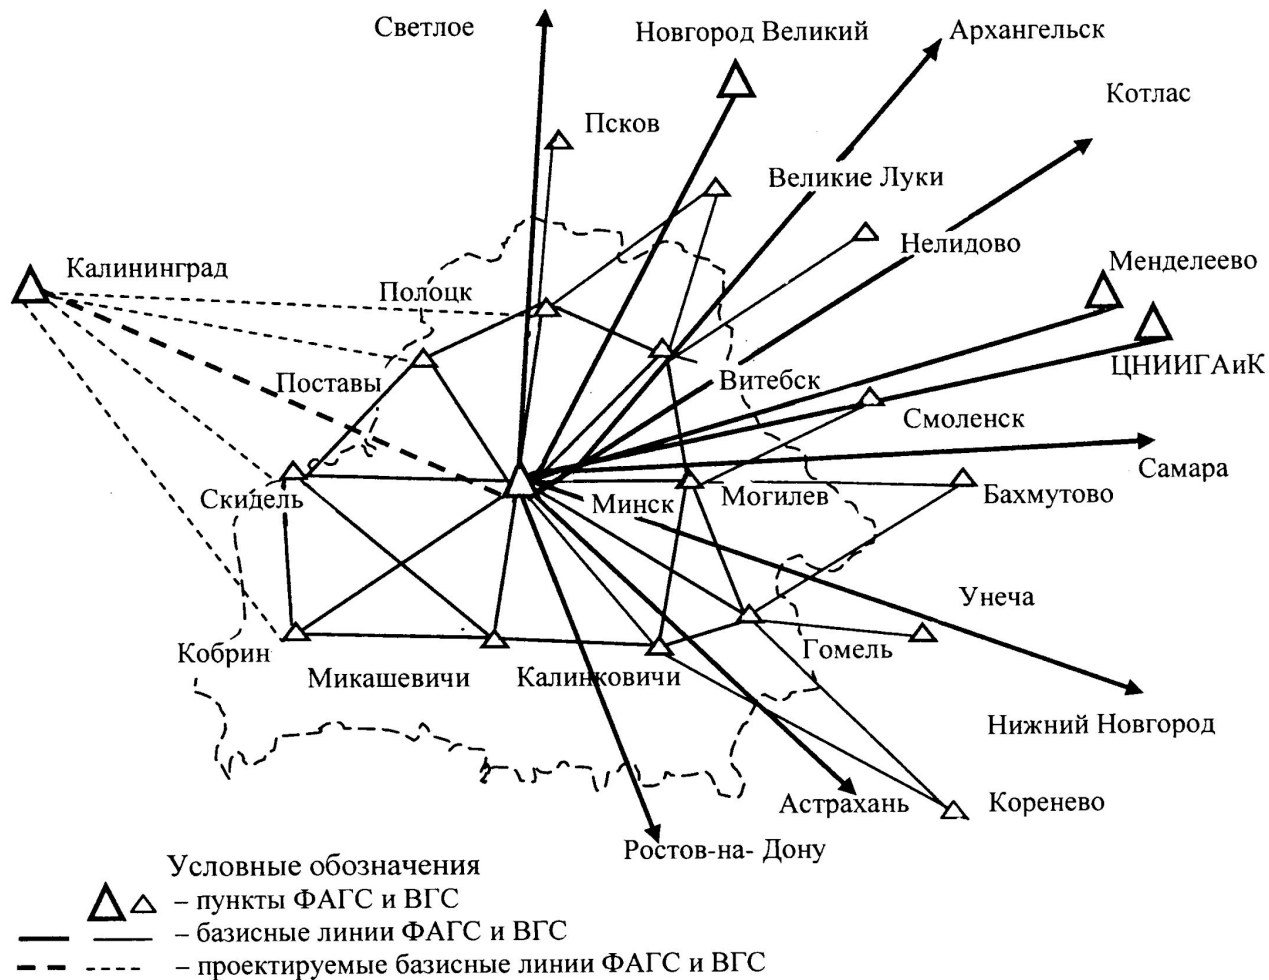 Светлое
Новгород Великий
Архангельск
Котлас
Псков
Великие Луки
Нелидово
Менделеево
Калининград
Полоцк
ЦНИИГАиК
Поставы
Витебск
Смоленск
Самара
Скидель
Минск
Могилев
Бахмутово
Унеча
Кобрин
Микашевичи
Калинковичи
Гомель
Нижний Новгород
Астрахань
Коренево
Ростов-на- Дону
Условные обозначения
– пункты ФАГС и ВГС
– базисные линии ФАГС и ВГС
– проектируемые базисные линии ФАГС и ВГС